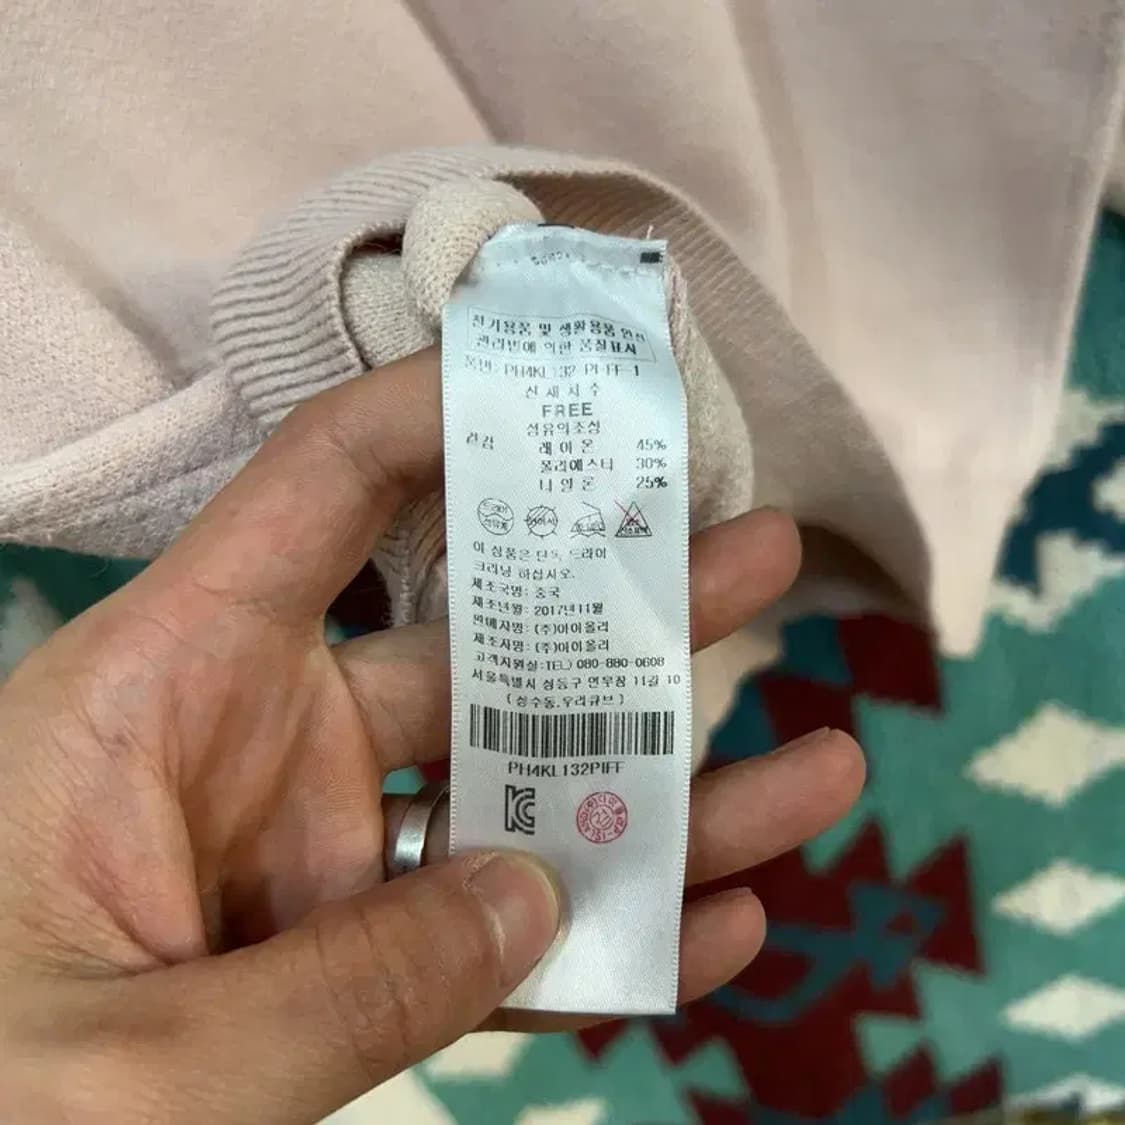 전기용품 및 생활용품 안전
관리법에 의한 품질표시
품번: PH4KL132-PIFF-1
신체치수
FREE
섬유의조성
겉감 레이온 45%
폴리에스터 30%
나일론 25%
드라이
이 상품은 단독 드라이
크리닝 하십시오.
제조국명: 중국
제조년월: 2017년11월
판매자명: (주)아이올리
제조자명: (주)아이올리
고객지원실:TEL) 080-880-0608
서울특별시 성동구 연무장 11길 10
(성수동,우리큐브)
PH4KL132PIFF